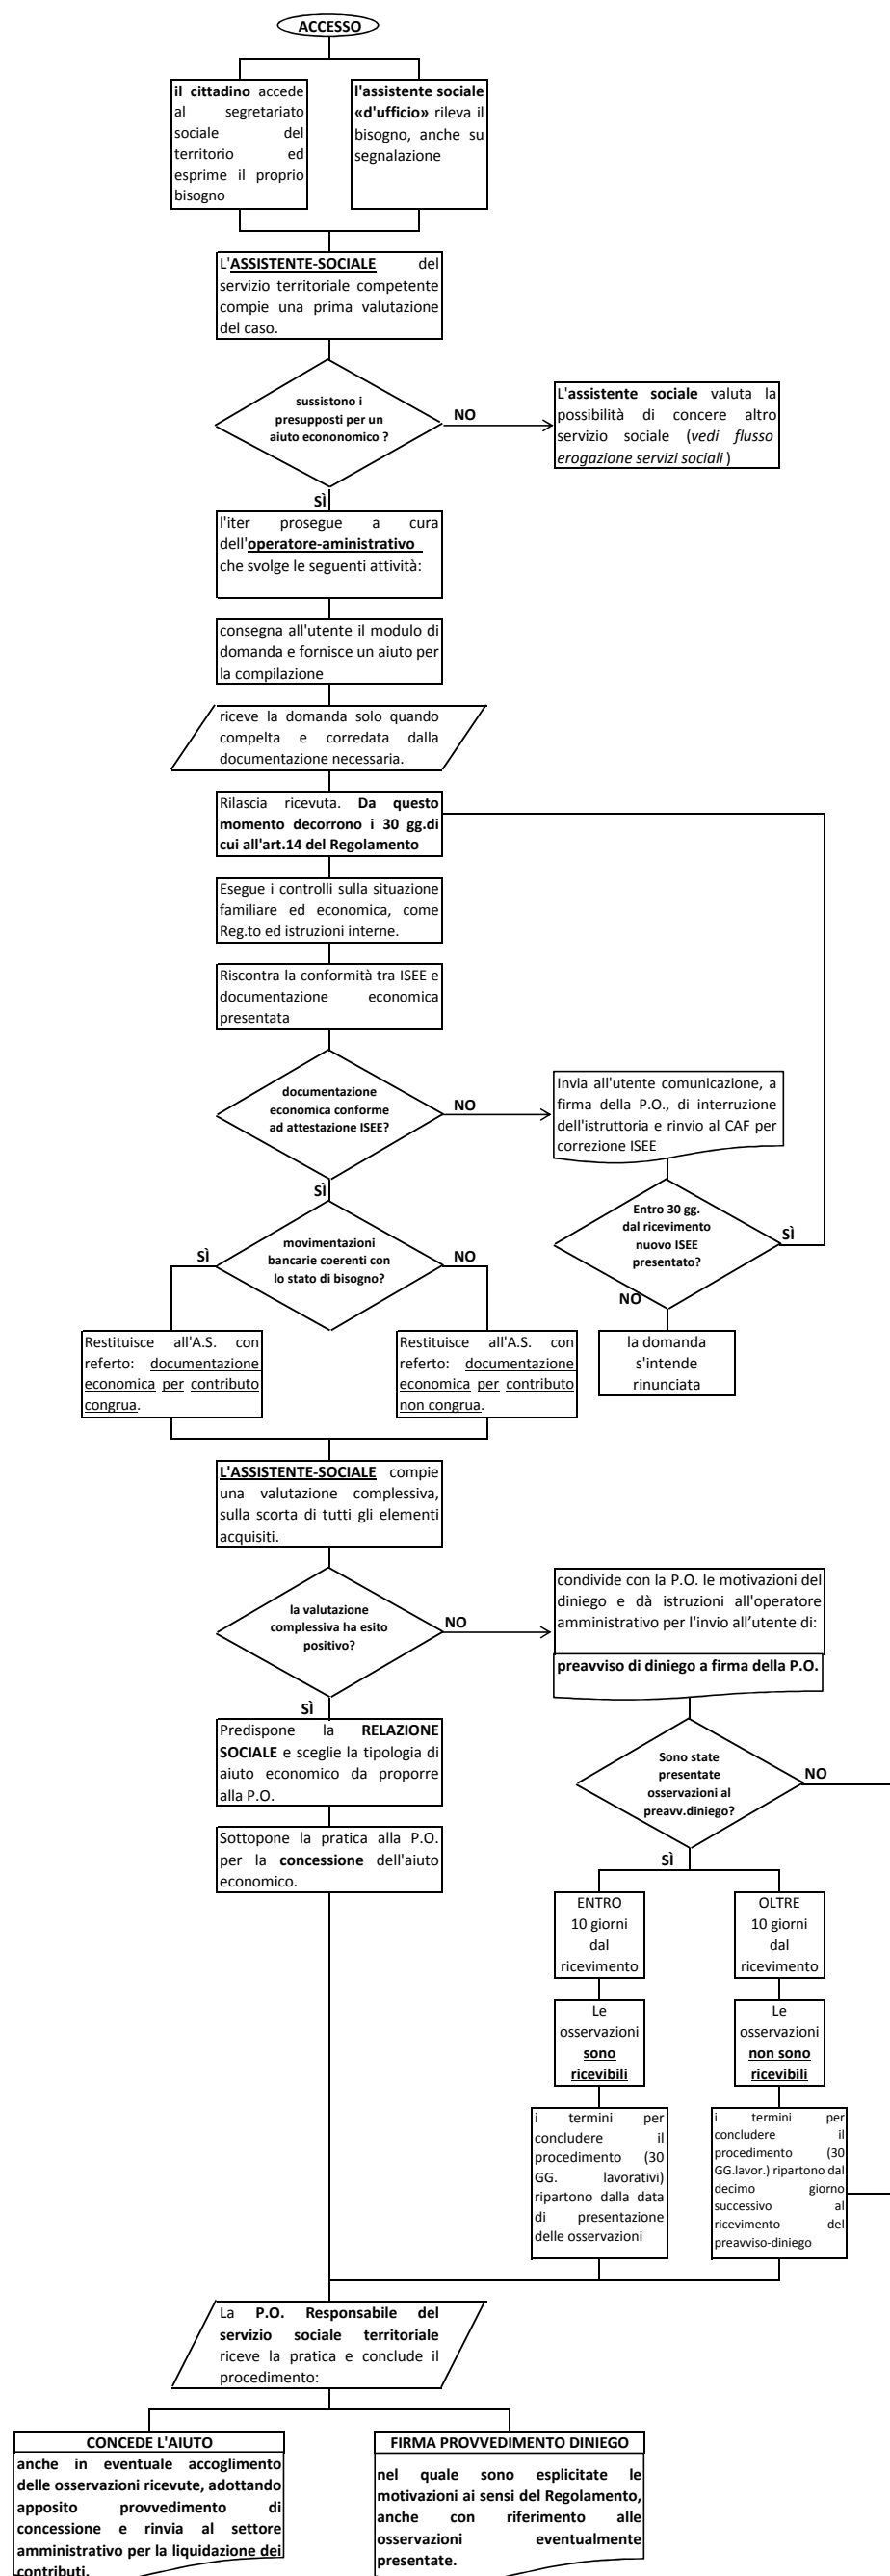 ACCESSO
il cittadino accede
al segretariato
sociale del
territorio ed
esprime il proprio
bisogno
l'assistente sociale
«d'ufficio» rileva il
bisogno, anche su
segnalazione
L'ASSISTENTE-SOCIALE del
servizio territoriale competente
compie una prima valutazione
del caso.
sussistono i
presupposti per un
aiuto econonomico ?
NO
L'assistente sociale valuta la
possibilità di concere altro
servizio sociale (vedi flusso
erogazione servizi sociali )
SÌ
l'iter prosegue a cura
dell'operatore-aministrativo
che svolge le seguenti attività:
consegna all'utente il modulo di
domanda e fornisce un aiuto per
la compilazione
riceve la domanda solo quando
compelta e corredata dalla
documentazione necessaria.
Rilascia ricevuta. Da questo
momento decorrono i 30 gg.di
cui all'art.14 del Regolamento
Esegue i controlli sulla situazione
familiare ed economica, come
Reg.to ed istruzioni interne.
Riscontra la conformità tra ISEE e
documentazione economica
presentata
documentazione
economica conforme
ad attestazione ISEE?
NO
Invia all'utente comunicazione, a
firma della P.O., di interruzione
dell'istruttoria e rinvio al CAF per
correzione ISEE
SÌ
Entro 30 gg.
dal ricevimento
nuovo ISEE
presentato?
SÌ
NO
la domanda
s'intende
rinunciata
movimentazioni
bancarie coerenti con
lo stato di bisogno?
SÌ
NO
Restituisce all'A.S. con
referto: documentazione
economica per contributo
congrua.
Restituisce all'A.S. con
referto: documentazione
economica per contributo
non congrua.
L'ASSISTENTE-SOCIALE compie
una valutazione complessiva,
sulla scorta di tutti gli elementi
acquisiti.
la valutazione
complessiva ha esito
positivo?
NO
condivide con la P.O. le motivazioni del
diniego e dà istruzioni all'operatore
amministrativo per l'invio all’utente di:
preavviso di diniego a firma della P.O.
SÌ
Predispone la RELAZIONE
SOCIALE e sceglie la tipologia di
aiuto economico da proporre
alla P.O.
Sottopone la pratica alla P.O.
per la concessione dell'aiuto
economico.
Sono state
presentate
osservazioni al
preavv.diniego?
NO
SÌ
ENTRO
10 giorni
dal
ricevimento
OLTRE
10 giorni
dal
ricevimento
Le
osservazioni
sono
ricevibili
Le
osservazioni
non sono
ricevibili
i termini per
concludere il
procedimento (30
GG. lavorativi)
ripartono dalla data
di presentazione
delle osservazioni
i termini per
concludere il
procedimento (30
GG.lavor.) ripartono dal
decimo giorno
successivo al
ricevimento del
preavviso-diniego
La P.O. Responsabile del
servizio sociale territoriale
riceve la pratica e conclude il
procedimento:
CONCEDE L'AIUTO
anche in eventuale accoglimento
delle osservazioni ricevute, adottando
apposito provvedimento di
concessione e rinvia al settore
amministrativo per la liquidazione dei
contributi.
FIRMA PROVVEDIMENTO DINIEGO
nel quale sono esplicitate le
motivazioni ai sensi del Regolamento,
anche con riferimento alle
osservazioni eventualmente
presentate.